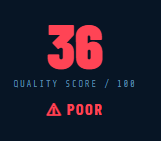 36
QUALITY SCORE / 100
⚠ POOR